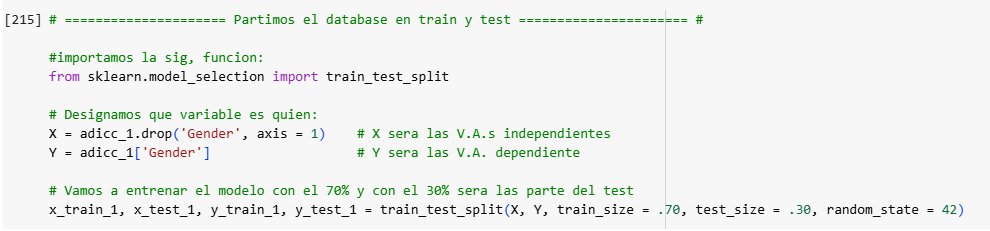 [215] # ===================== Partimos el database en train y test ===================== #
#importamos la sig, funcion:
from sklearn.model_selection import train_test_split
# Designamos que variable es quien:
X = adicc_1.drop('Gender', axis = 1)    # X sera las V.A.s independientes
Y = adicc_1['Gender']                   # Y sera las V.A. dependiente
# Vamos a entrenar el modelo con el 70% y con el 30% sera las parte del test
x_train_1, x_test_1, y_train_1, y_test_1 = train_test_split(X, Y, train_size = .70, test_size = .30, random_state = 42)